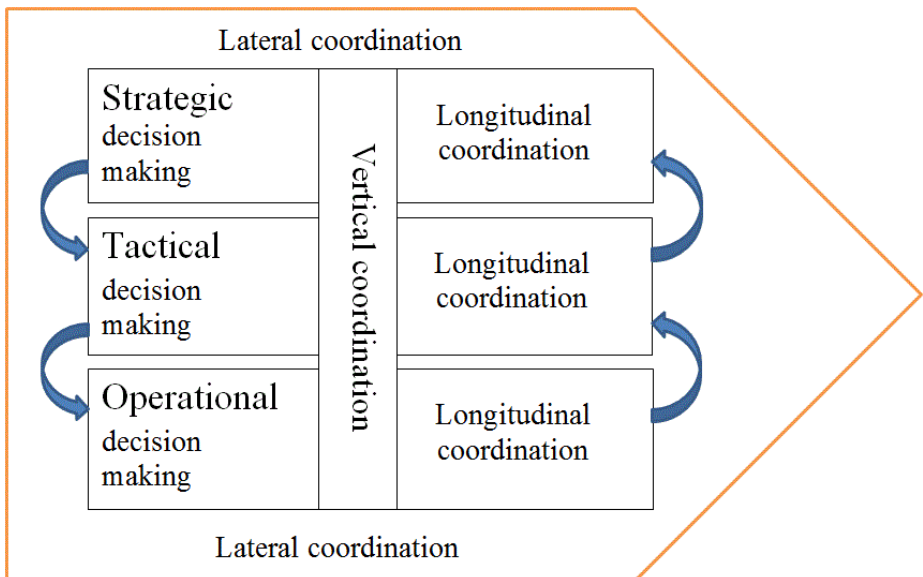 Lateral coordination
Strategic
decision
making
Vertical coordination
Longitudinal
coordination
Tactical
decision
making
Longitudinal
coordination
Operational
decision
making
Longitudinal
coordination
Lateral coordination